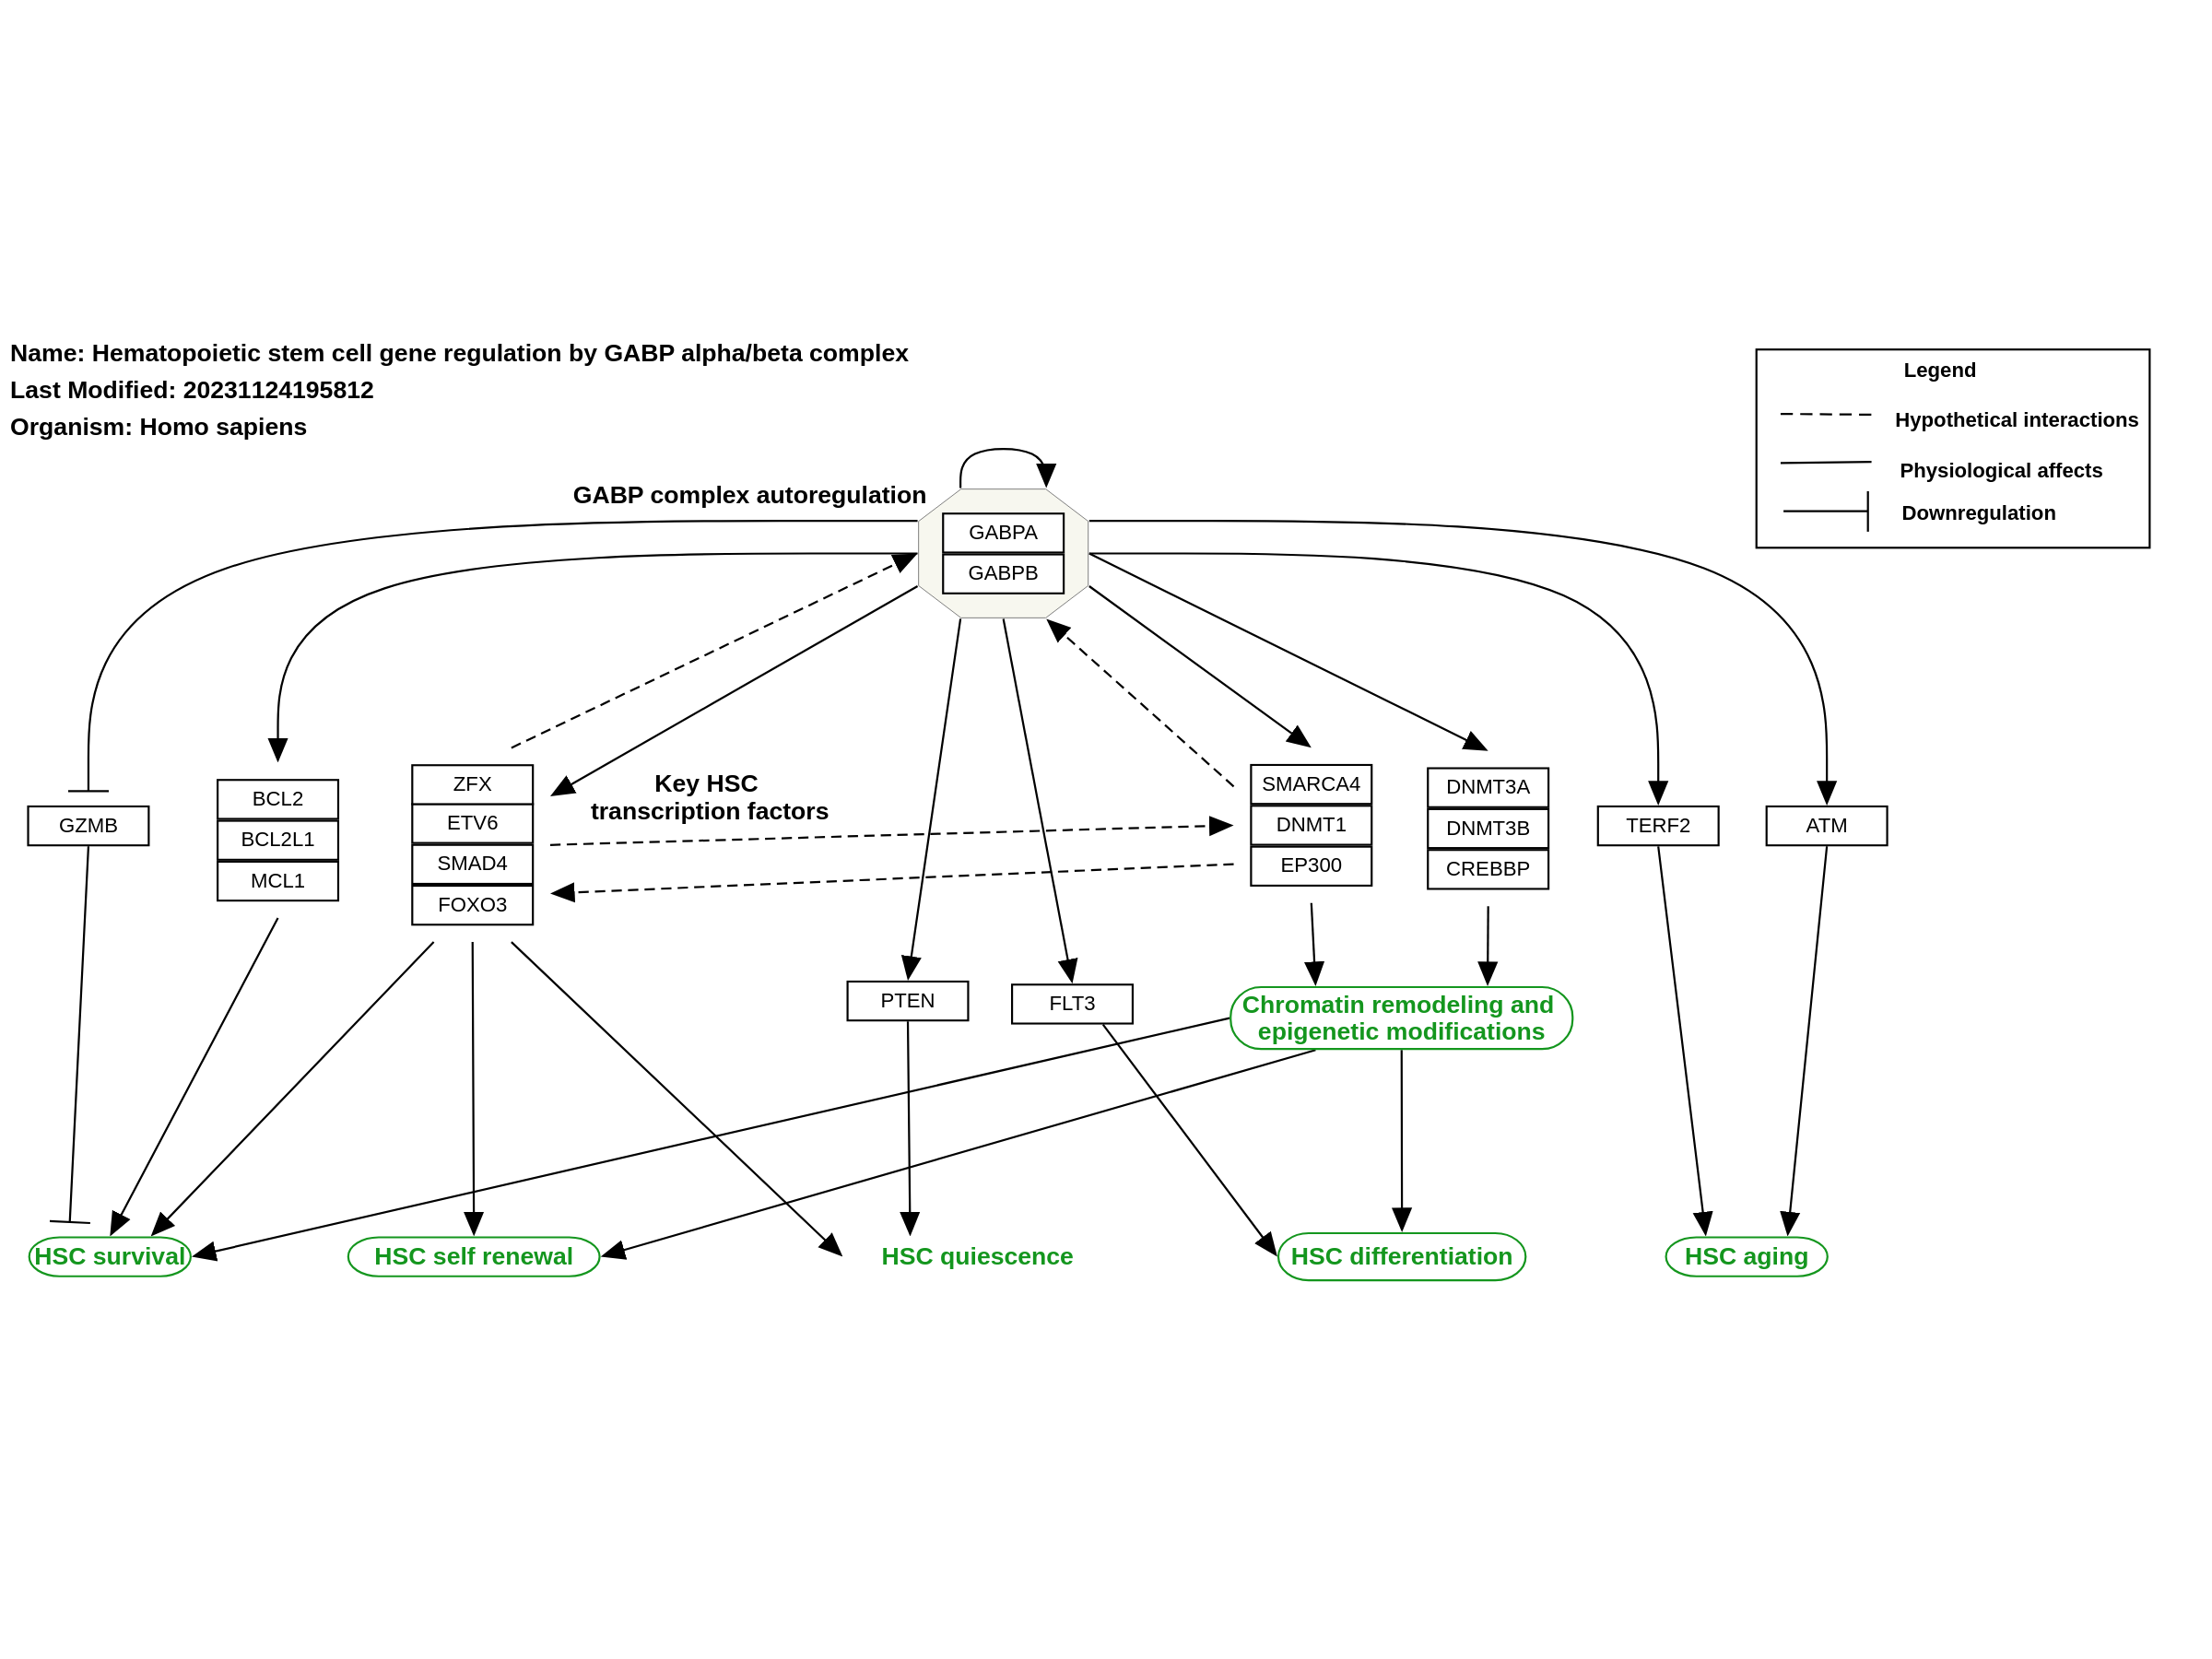 Name: Hematopoietic stem cell gene regulation by GABP alpha/beta complex
Last Modified: 20231124195812
Organism: Homo sapiens
Legend
Hypothetical interactions
Physiological affects
Downregulation
GABP complex autoregulation
GABPA
GABPB
Key HSC
transcription factors
GZMB
BCL2
BCL2L1
MCL1
ZFX
ETV6
SMAD4
FOXO3
SMARCA4
DNMT1
EP300
DNMT3A
DNMT3B
CREBBP
TERF2
ATM
PTEN
FLT3
Chromatin remodeling and
epigenetic modifications
HSC survival
HSC self renewal
HSC quiescence
HSC differentiation
HSC aging